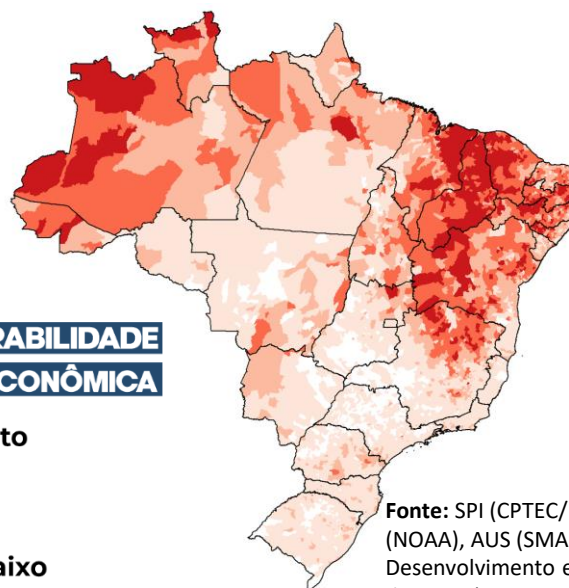 RABILIDADE
CONÔMICA
to
aixo
Fonte: SPI (CPTEC/
(NOAA), AUS (SMA
Desenvolvimento e